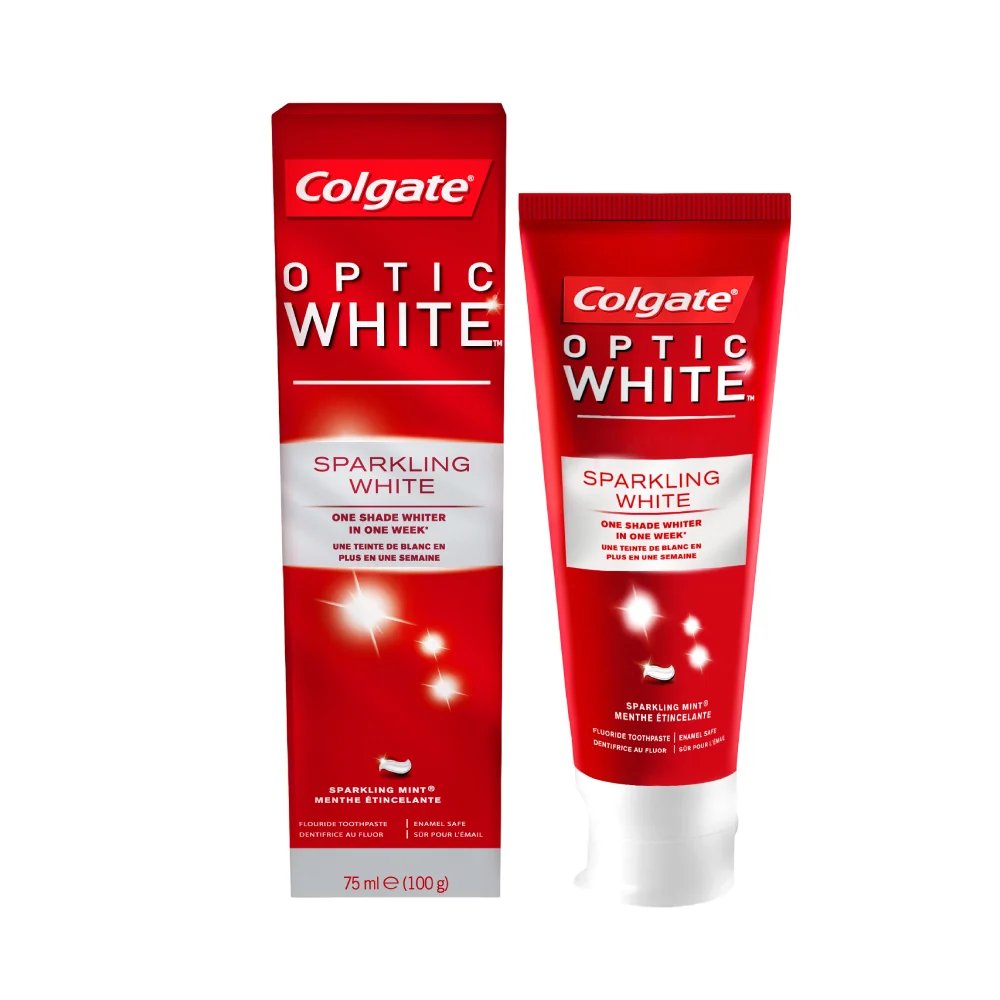 Colgate®
OPTIC
WHITE™
SPARKLING
WHITE
ONE SHADE WHITER
IN ONE WEEK*
UNE TEINTE DE BLANC EN
PLUS EN UNE SEMAINE
SPARKLING MINT®
MENTHE ÉTINCELANTE
FLOURIDE TOOTHPASTE | ENAMEL SAFE
DENTIFRICE AU FLUOR | SÛR POUR L'ÉMAIL
75 ml ℮ (100 g)
Colgate®
OPTIC
WHITE™
SPARKLING
WHITE
ONE SHADE WHITER
IN ONE WEEK*
UNE TEINTE DE BLANC EN
PLUS EN UNE SEMAINE
SPARKLING MINT®
MENTHE ÉTINCELANTE
FLUORIDE TOOTHPASTE | ENAMEL SAFE
DENTIFRICE AU FLUOR | SÛR POUR L'ÉMAIL